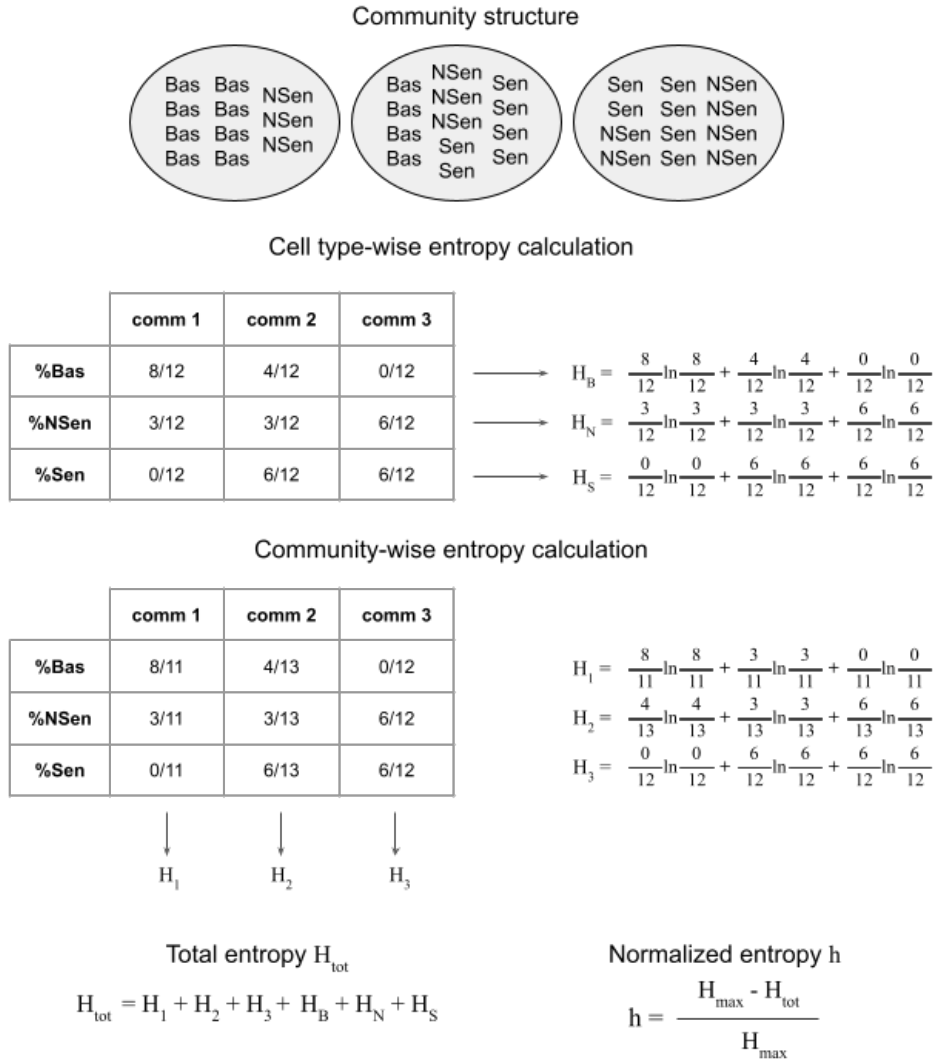 Community structure
Bas Bas NSen
Bas Bas NSen
Bas Bas NSen
Bas Bas
Bas NSen Sen
Bas NSen Sen
Bas NSen Sen
Bas Sen Sen
Sen
Sen Sen NSen
Sen Sen NSen
NSen Sen NSen
NSen Sen NSen
Cell type-wise entropy calculation
comm 1 comm 2 comm 3
%Bas 8/12 4/12 0/12
%NSen 3/12 3/12 6/12
%Sen 0/12 6/12 6/12
H_B = 8/12 ln 8/12 + 4/12 ln 4/12 + 0/12 ln 0/12
H_N = 3/12 ln 3/12 + 3/12 ln 3/12 + 6/12 ln 6/12
H_S = 0/12 ln 0/12 + 6/12 ln 6/12 + 6/12 ln 6/12
Community-wise entropy calculation
comm 1 comm 2 comm 3
%Bas 8/11 4/13 0/12
%NSen 3/11 3/13 6/12
%Sen 0/11 6/13 6/12
H_1 H_2 H_3
H_1 = 8/11 ln 8/11 + 3/11 ln 3/11 + 0/11 ln 0/11
H_2 = 4/13 ln 4/13 + 3/13 ln 3/13 + 6/13 ln 6/13
H_3 = 0/12 ln 0/12 + 6/12 ln 6/12 + 6/12 ln 6/12
Total entropy H_tot
H_tot = H_1 + H_2 + H_3 + H_B + H_N + H_S
Normalized entropy h
h = (H_max - H_tot) / H_max